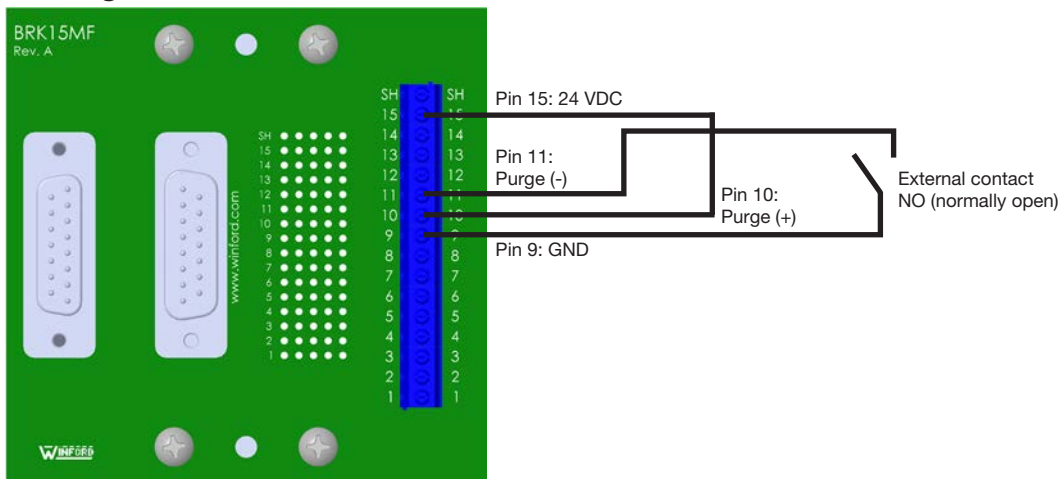 BRK15MF
Rev. A
SH
15
14
13
12
11
10
9
8
7
6
5
4
3
2
1
www.winford.com
SH SH
15 15
14 14
13 13
12 12
11 11
10 10
9 9
8 8
7 7
6 6
5 5
4 4
3 3
2 2
1 1
WINFORD
Pin 15: 24 VDC
Pin 11:
Purge (-)
Pin 10:
Purge (+)
Pin 9: GND
External contact
NO (normally open)